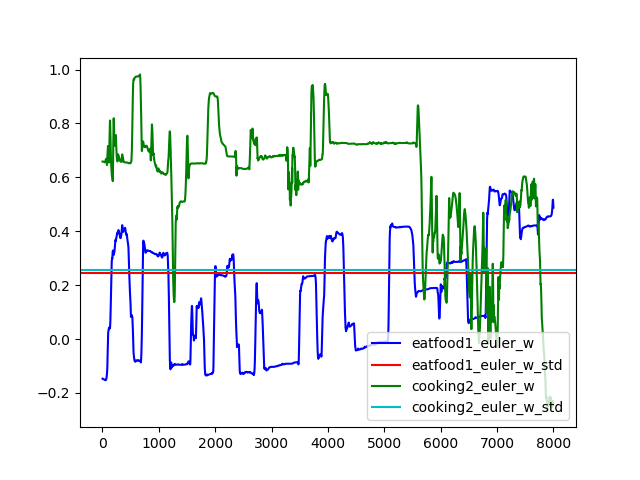 1.0
0.8
0.6
0.4
0.2
0.0
−0.2
eatfood1_euler_w
eatfood1_euler_w_std
cooking2_euler_w
cooking2_euler_w_std
0 1000 2000 3000 4000 5000 6000 7000 8000